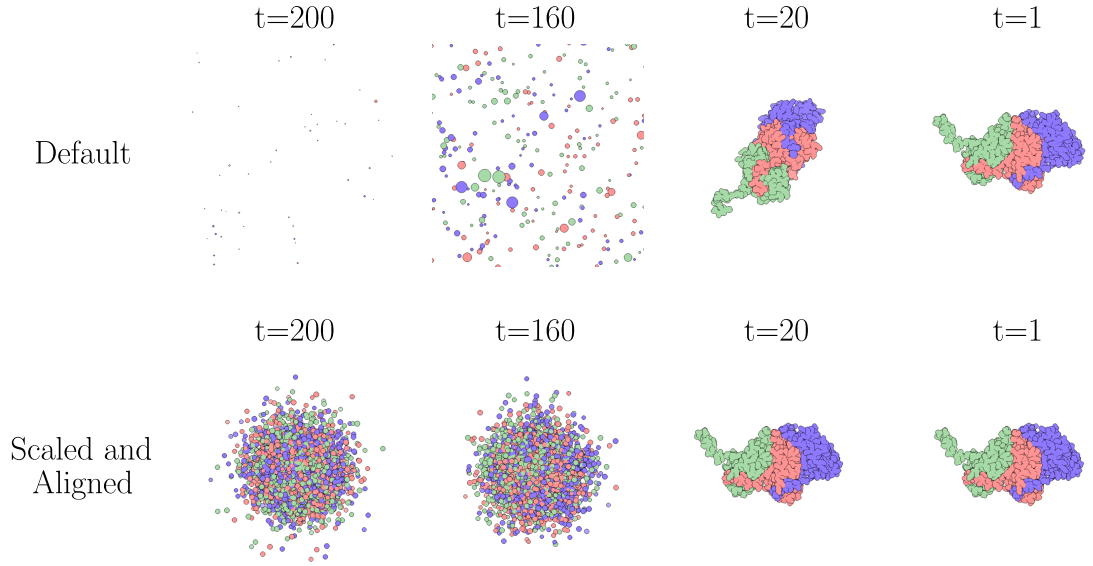 t=200 t=160 t=20 t=1
Default
t=200 t=160 t=20 t=1
Scaled and
Aligned